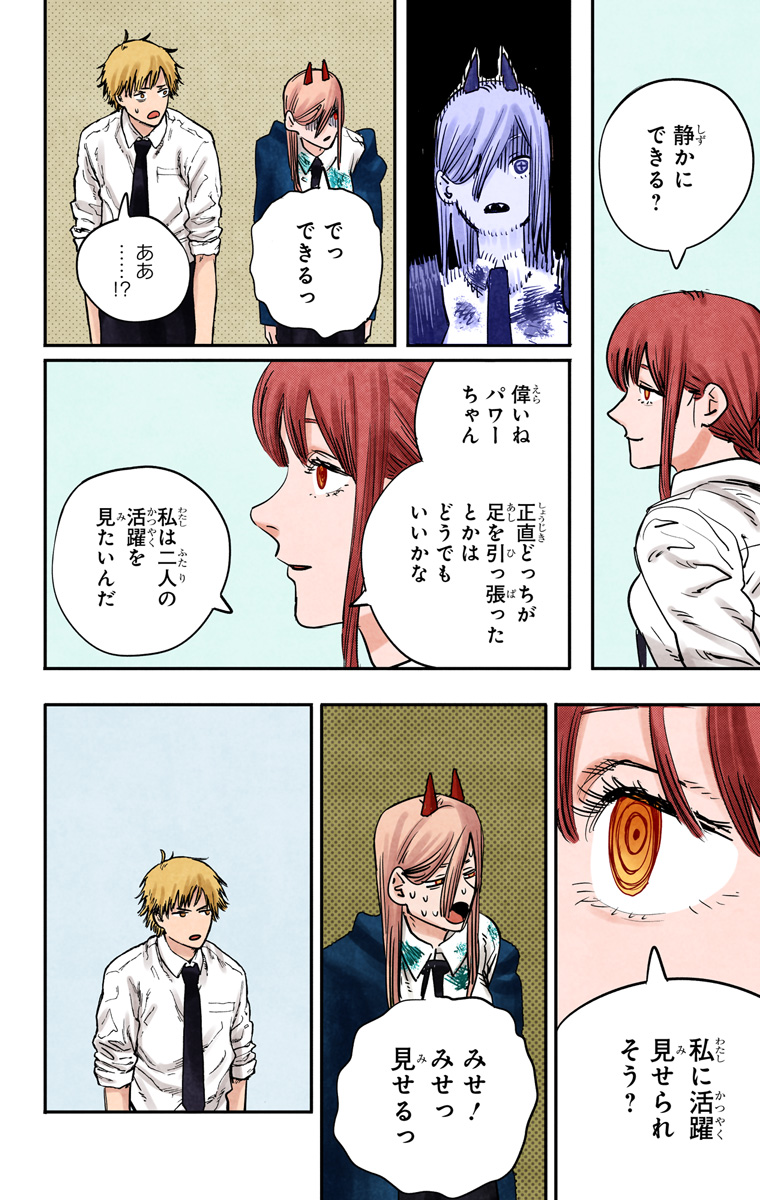 静かに
できる?
でっ
できるっ
ああ
……!?
偉いね
パワー
ちゃん
正直どっちが
足を引っ張った
とかは
どうでも
いいかな
私は二人の
活躍を
見たいんだ
私に活躍
見せられ
そう?
みせ!
みせっ
見せるっ